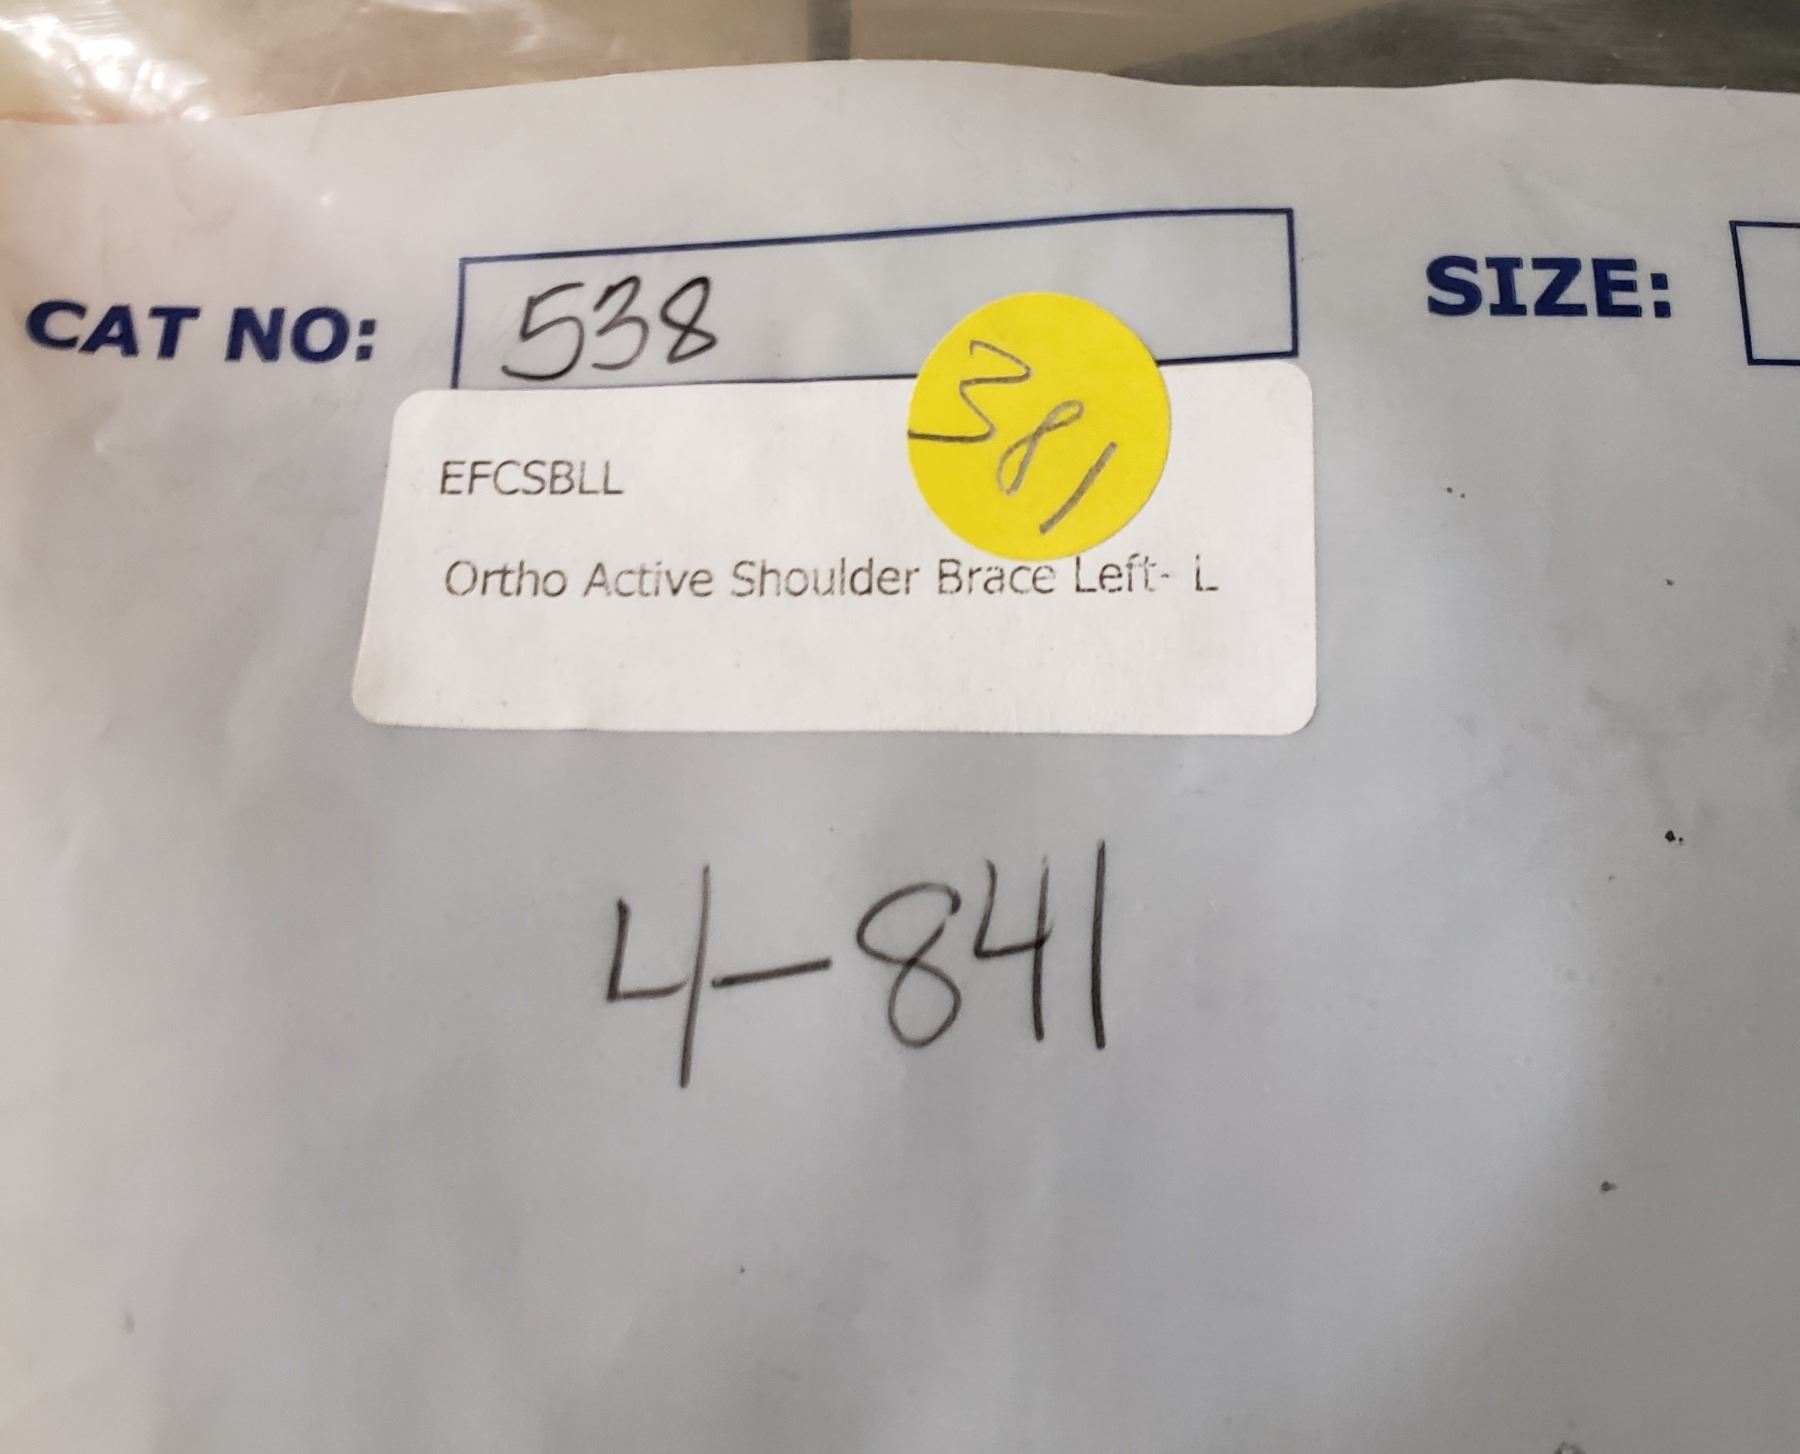 CAT NO: 538
SIZE:
381
EFCSBLL
Ortho Active Shoulder Brace Left- L
4-841